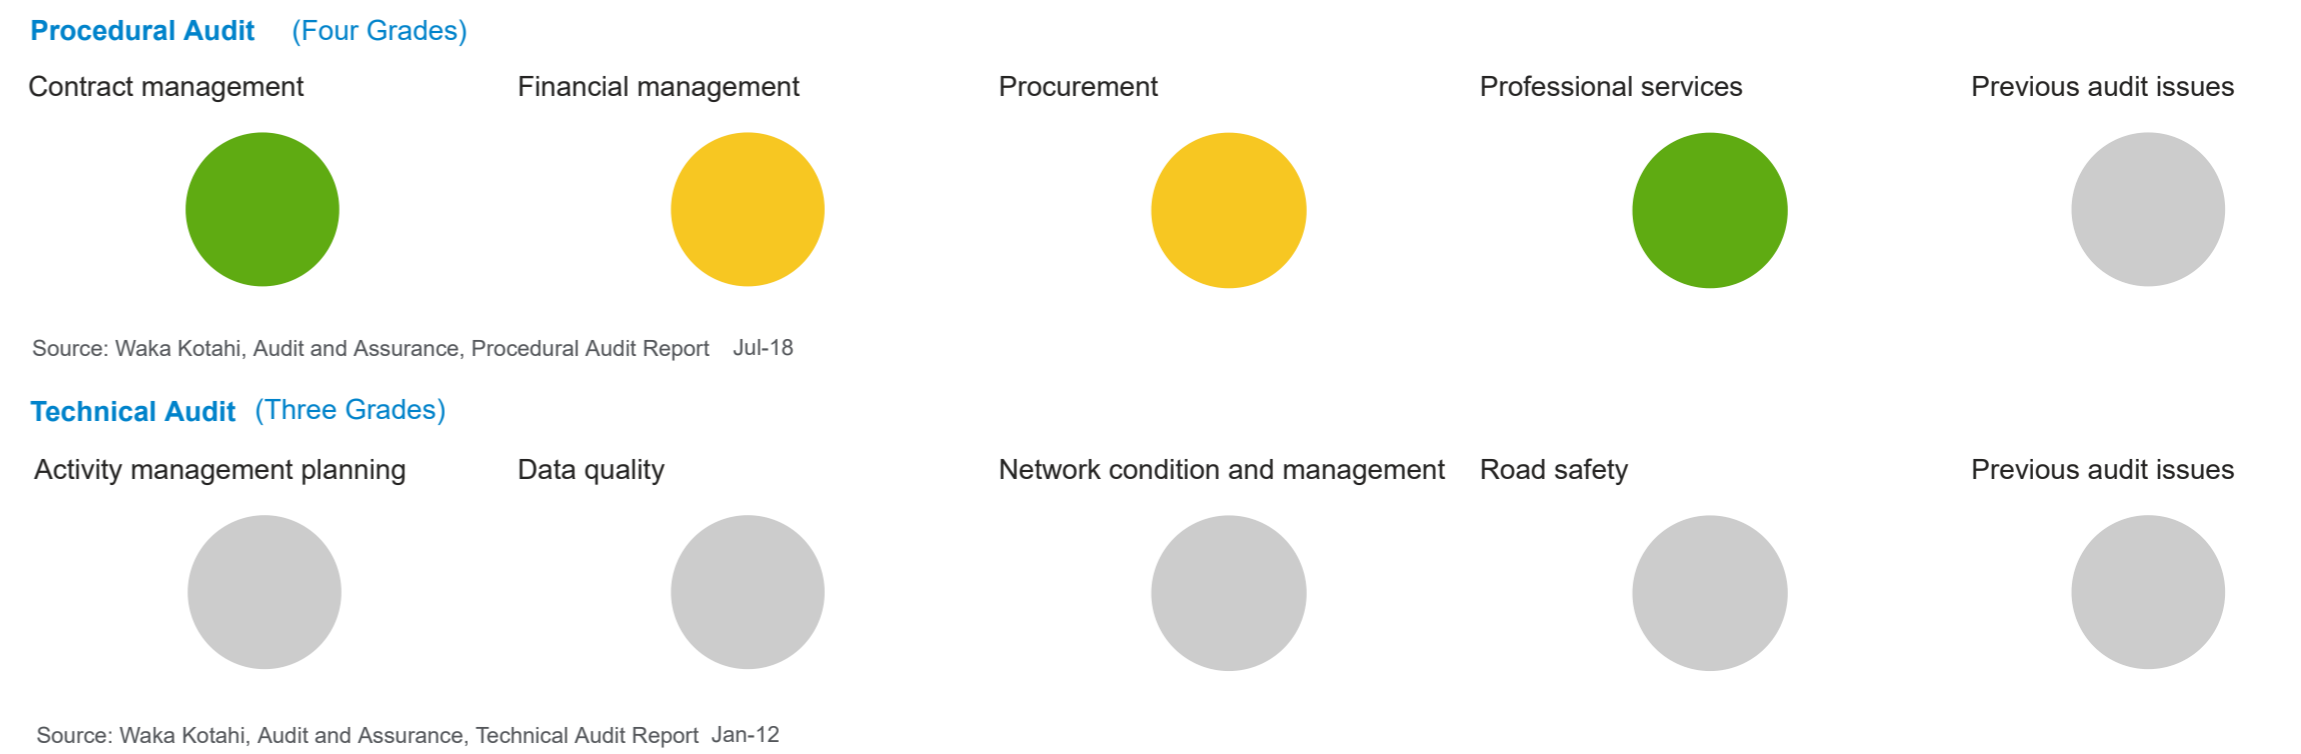 Procedural Audit (Four Grades)
Contract management Financial management Procurement Professional services Previous audit issues
Source: Waka Kotahi, Audit and Assurance, Procedural Audit Report Jul-18
Technical Audit (Three Grades)
Activity management planning Data quality Network condition and management Road safety Previous audit issues
Source: Waka Kotahi, Audit and Assurance, Technical Audit Report Jan-12